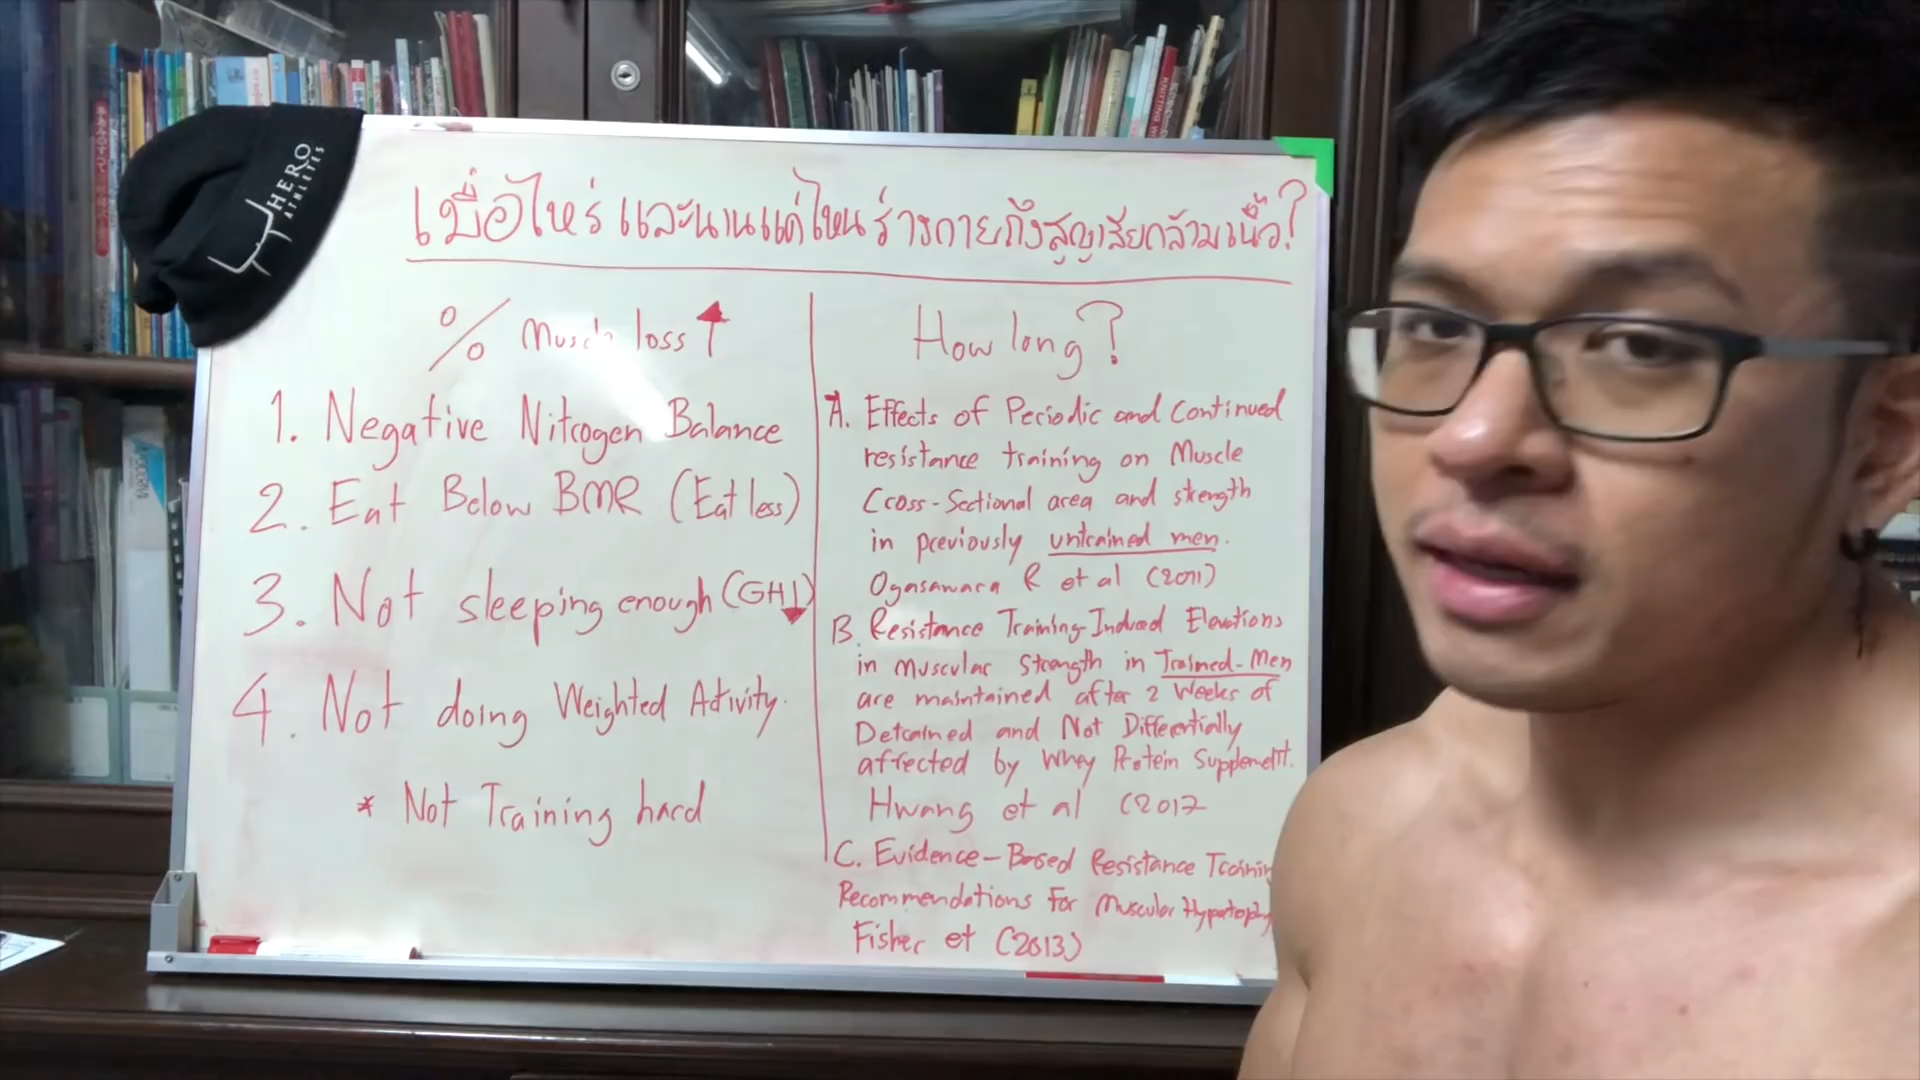 HERO
ATHLETES
เมื่อไหร่ และนานแค่ไหน ร่างกายถึงสูญเสียกล้ามเนื้อ?
% Muscle loss ↑
1. Negative Nitrogen Balance
2. Eat Below BMR (Eat less)
3. Not sleeping enough (GH↓)
4. Not doing Weighted Ativity.
* Not Training hard
How long?
A. Effects of Periodic and Continued
resistance training on Muscle
Cross-Sectional area and strength
in previously untrained men.
Ogasawara R et al (2011)
B. Resistance Training-Induced Elevations
in Muscular Strength in Trained-Men
are maintained after 2 Weeks of
Detrained and Not Differentially
affected by Whey Protein Supplement.
Hwang et al (2017
C. Evidence-Based Resistance Training
Recommendations For Muscular Hypertrophy
Fisher et (2013)